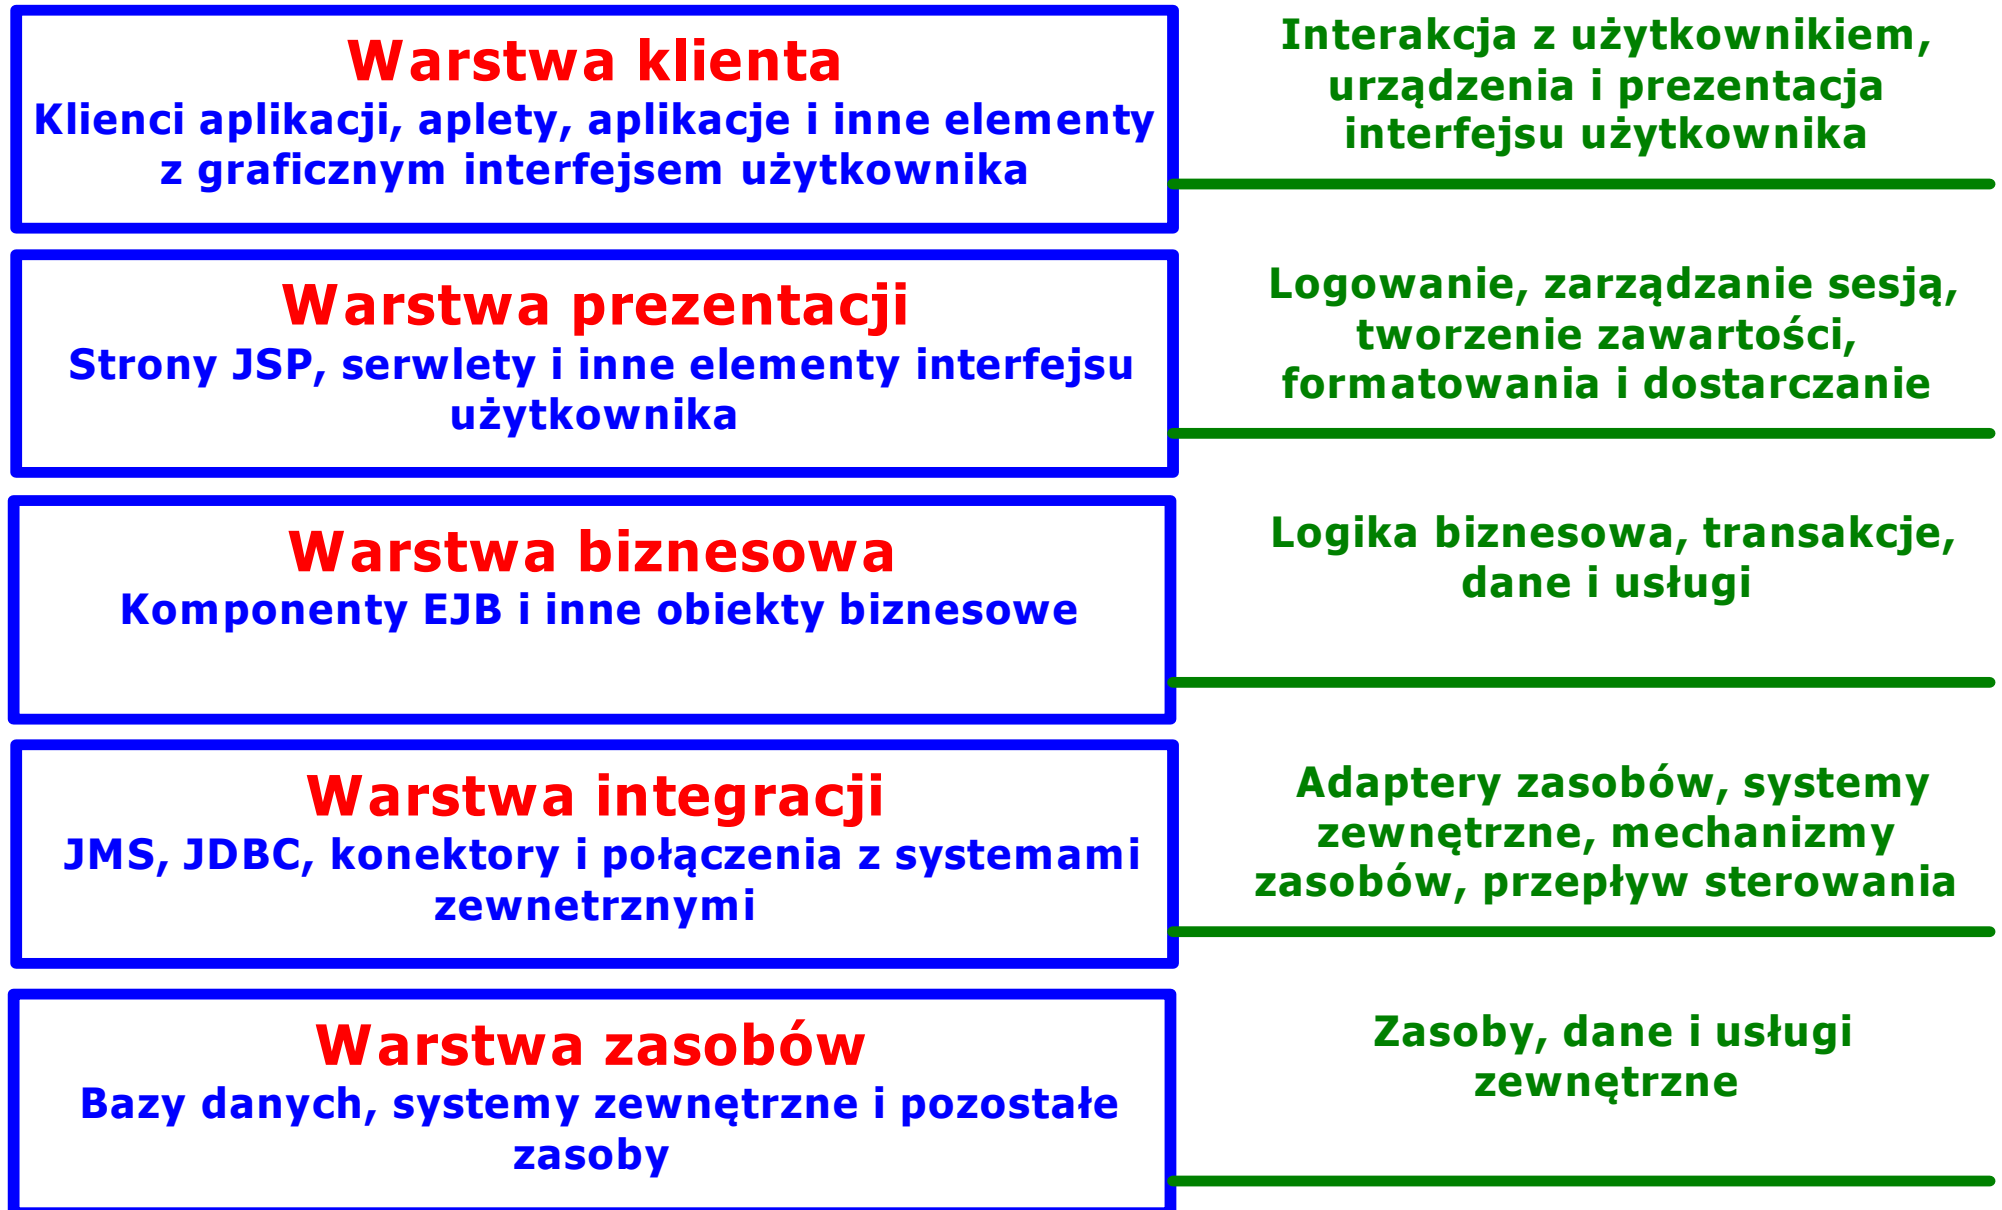 Warstwa klienta
Klienci aplikacji, aplety, aplikacje i inne elementy
z graficznym interfejsem użytkownika
Interakcja z użytkownikiem,
urządzenia i prezentacja
interfejsu użytkownika
Warstwa prezentacji
Strony JSP, serwlety i inne elementy interfejsu
użytkownika
Logowanie, zarządzanie sesją,
tworzenie zawartości,
formatowania i dostarczanie
Warstwa biznesowa
Komponenty EJB i inne obiekty biznesowe
Logika biznesowa, transakcje,
dane i usługi
Warstwa integracji
JMS, JDBC, konektory i połączenia z systemami
zewnetrznymi
Adaptery zasobów, systemy
zewnętrzne, mechanizmy
zasobów, przepływ sterowania
Warstwa zasobów
Bazy danych, systemy zewnętrzne i pozostałe
zasoby
Zasoby, dane i usługi
zewnętrzne